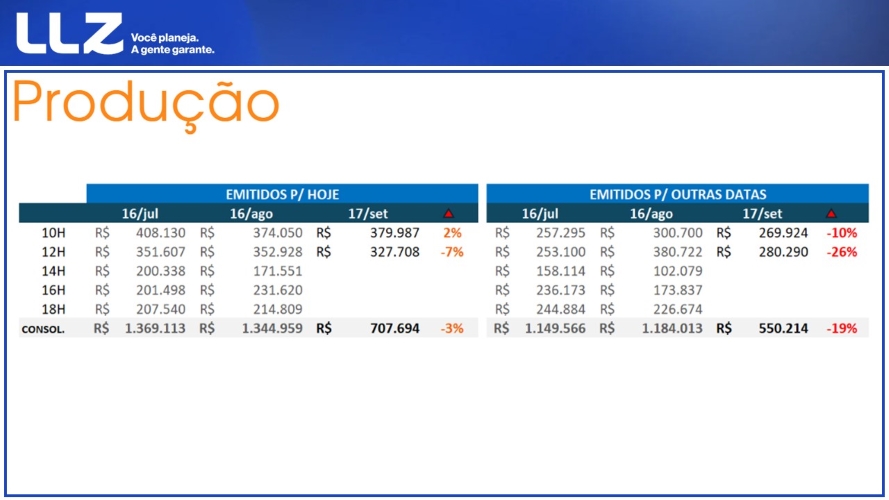 LLZ Você planeja.
A gente garante.
Produção
EMITIDOS P/ HOJE EMITIDOS P/ OUTRAS DATAS
16/jul 16/ago 17/set 16/jul 16/ago 17/set
10H R$ 408.130 R$ 374.050 R$ 379.987 2% R$ 257.295 R$ 300.700 R$ 269.924 -10%
12H R$ 351.607 R$ 352.928 R$ 327.708 -7% R$ 253.100 R$ 380.722 R$ 280.290 -26%
14H R$ 200.338 R$ 171.551 R$ 158.114 R$ 102.079
16H R$ 201.498 R$ 231.620 R$ 236.173 R$ 173.837
18H R$ 207.540 R$ 214.809 R$ 244.884 R$ 226.674
CONSOL. R$ 1.369.113 R$ 1.344.959 R$ 707.694 -3% R$ 1.149.566 R$ 1.184.013 R$ 550.214 -19%